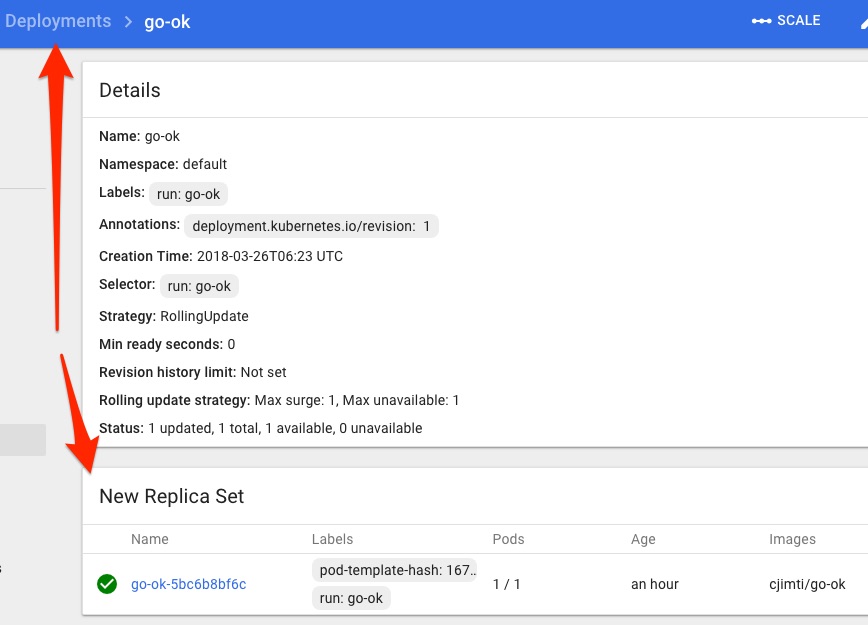 Deployments > go-ok SCALE
Details
Name: go-ok
Namespace: default
Labels: run: go-ok
Annotations: deployment.kubernetes.io/revision: 1
Creation Time: 2018-03-26T06:23 UTC
Selector: run: go-ok
Strategy: RollingUpdate
Min ready seconds: 0
Revision history limit: Not set
Rolling update strategy: Max surge: 1, Max unavailable: 1
Status: 1 updated, 1 total, 1 available, 0 unavailable
New Replica Set
Name Labels Pods Age Images
pod-template-hash: 167..
go-ok-5bc6b8bf6c 1 / 1 an hour cjimti/go-ok
run: go-ok